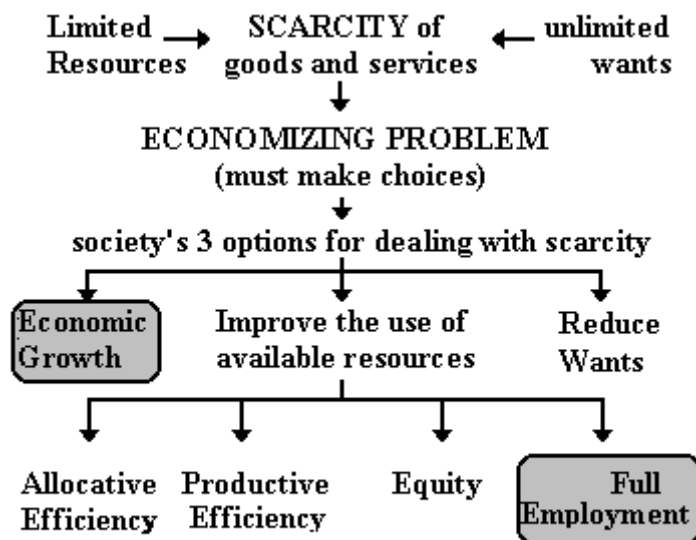 Limited
Resources
SCARCITY of
goods and services
unlimited
wants
ECONOMIZING PROBLEM
(must make choices)
society's 3 options for dealing with scarcity
Economic
Growth
Improve the use of
available resources
Reduce
Wants
Allocative
Efficiency
Productive
Efficiency
Equity
Full
Employment